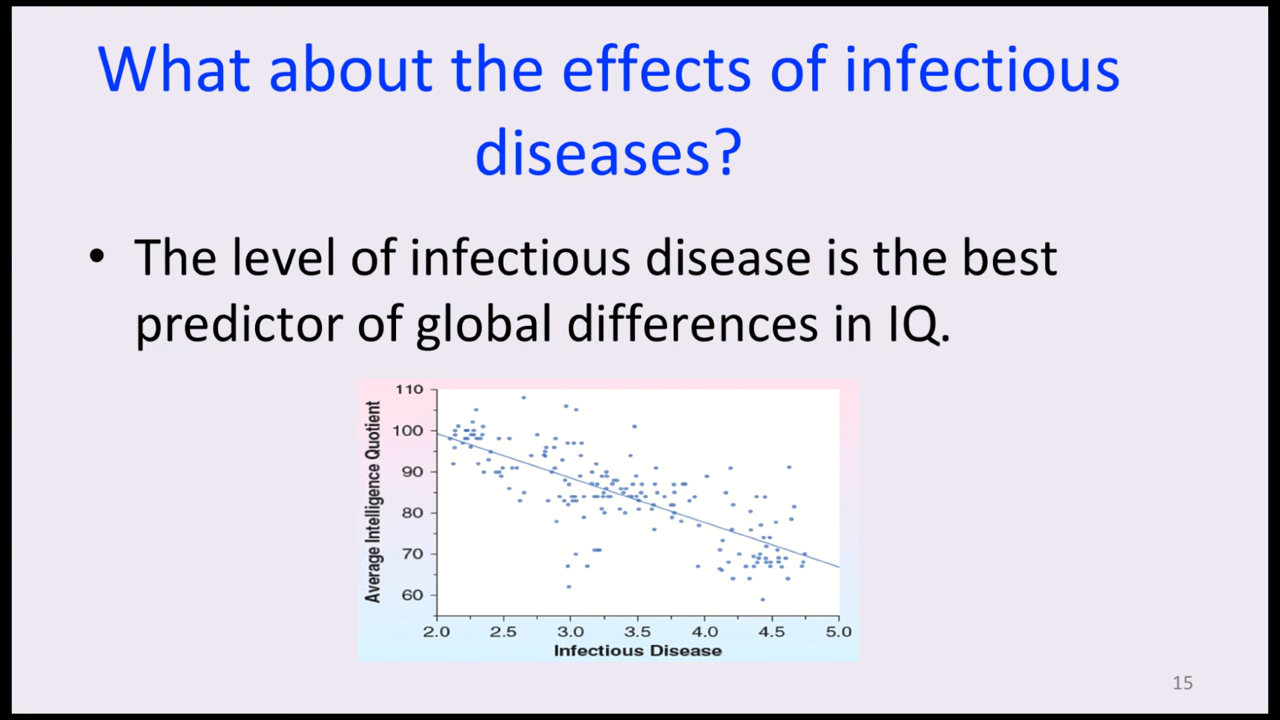 What about the effects of infectious
diseases?
• The level of infectious disease is the best
predictor of global differences in IQ.
110
100
90
80
70
60
Average Intelligence Quotient
2.0 2.5 3.0 3.5 4.0 4.5 5.0
Infectious Disease
15